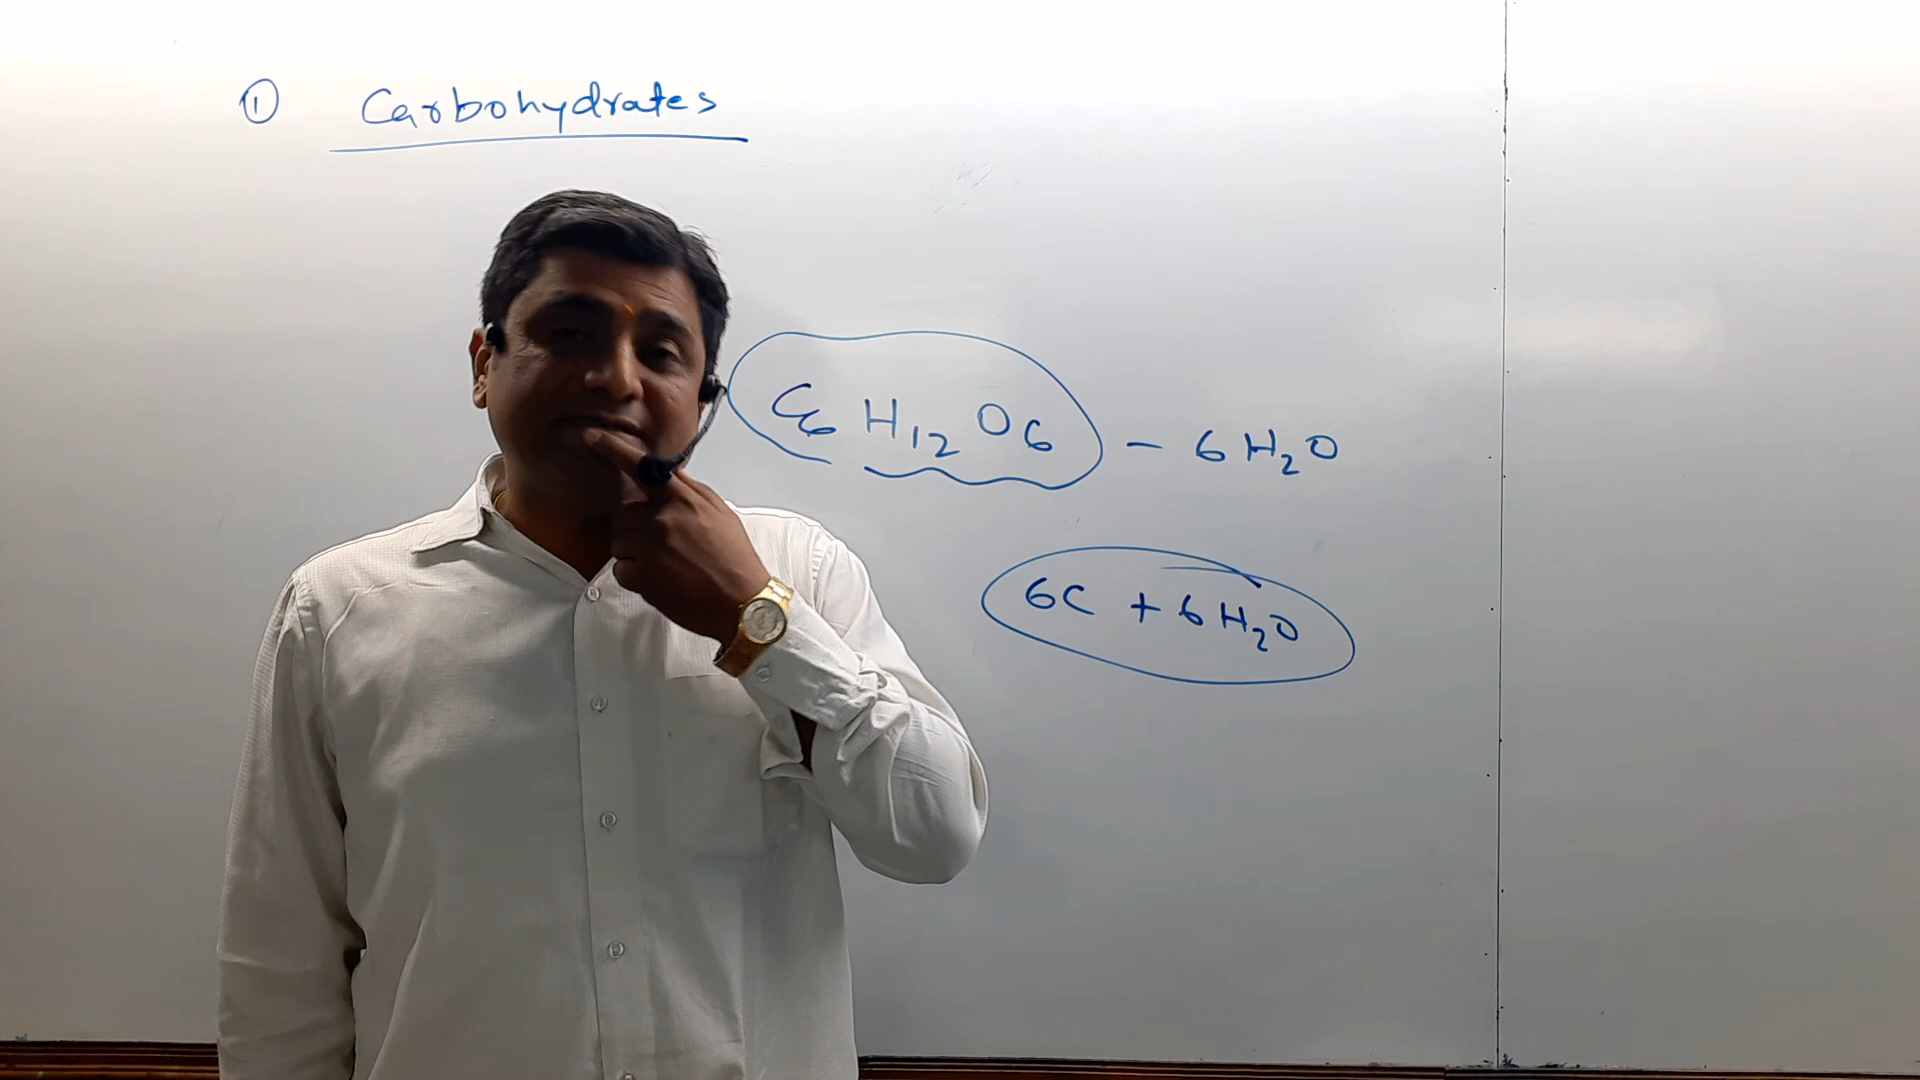 ① Carbohydrates
C6 H12 O6 - 6 H2O
6C + 6 H2O